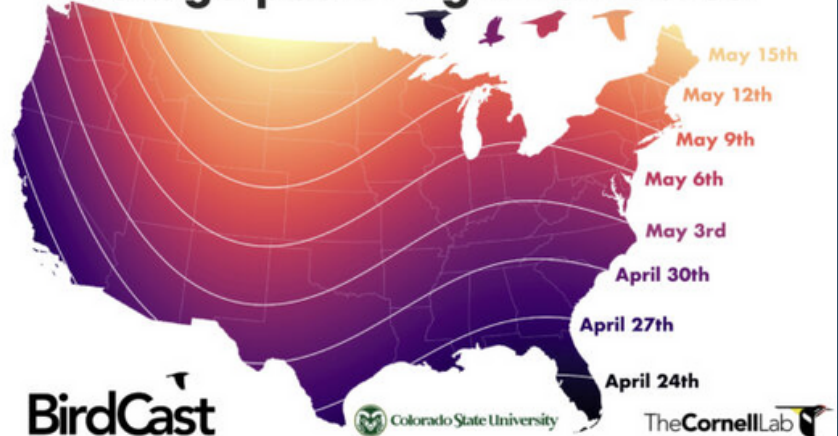 May 15th
May 12th
May 9th
May 6th
May 3rd
April 30th
April 27th
April 24th
BirdCast
Colorado State University
TheCornellLab